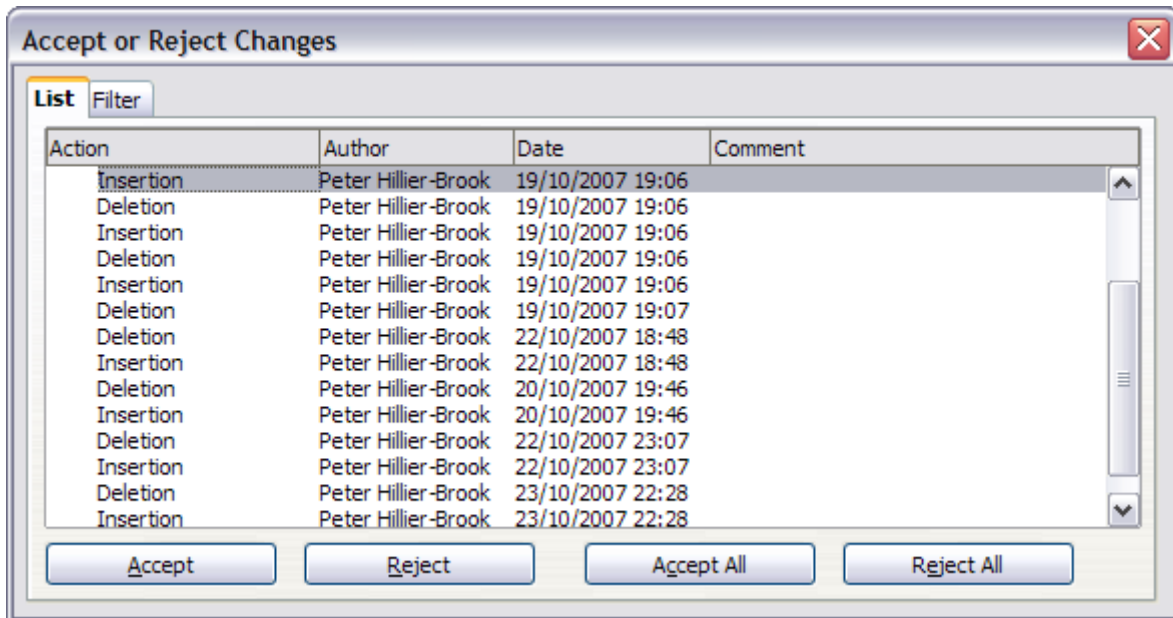 Accept or Reject Changes
List Filter
Action Author Date Comment
Insertion Peter Hillier-Brook 19/10/2007 19:06
Deletion Peter Hillier-Brook 19/10/2007 19:06
Insertion Peter Hillier-Brook 19/10/2007 19:06
Deletion Peter Hillier-Brook 19/10/2007 19:06
Insertion Peter Hillier-Brook 19/10/2007 19:06
Deletion Peter Hillier-Brook 19/10/2007 19:07
Deletion Peter Hillier-Brook 22/10/2007 18:48
Insertion Peter Hillier-Brook 22/10/2007 18:48
Deletion Peter Hillier-Brook 20/10/2007 19:46
Insertion Peter Hillier-Brook 20/10/2007 19:46
Deletion Peter Hillier-Brook 22/10/2007 23:07
Insertion Peter Hillier-Brook 22/10/2007 23:07
Deletion Peter Hillier-Brook 23/10/2007 22:28
Insertion Peter Hillier-Brook 23/10/2007 22:28
Accept Reject Accept All Reject All